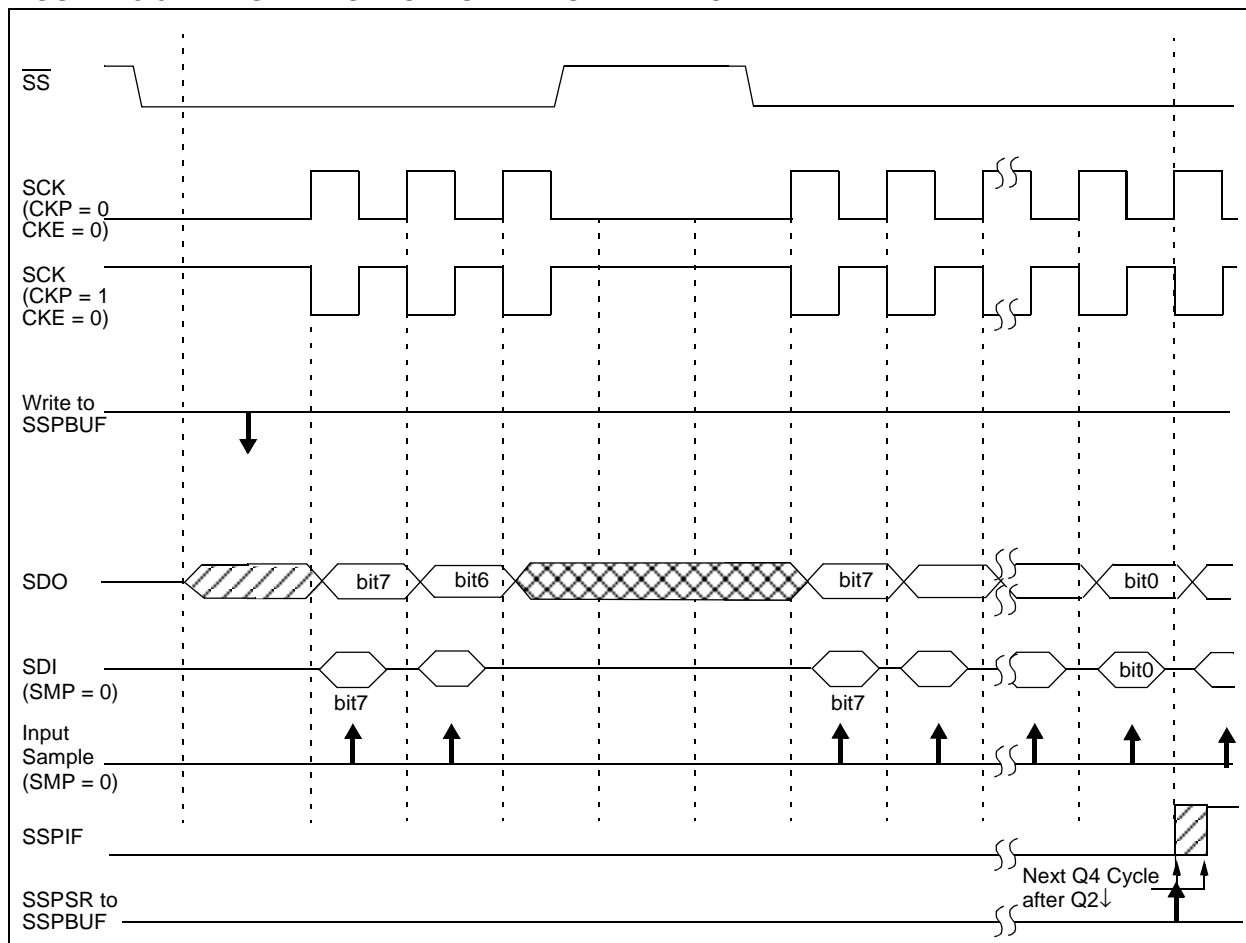 SS
SCK
(CKP = 0
CKE = 0)
SCK
(CKP = 1
CKE = 0)
Write to
SSPBUF
SDO
bit7
bit6
bit7
bit0
SDI
(SMP = 0)
bit7
bit7
bit0
Input
Sample
(SMP = 0)
SSPIF
Next Q4 Cycle
after Q2↓
SSPSR to
SSPBUF